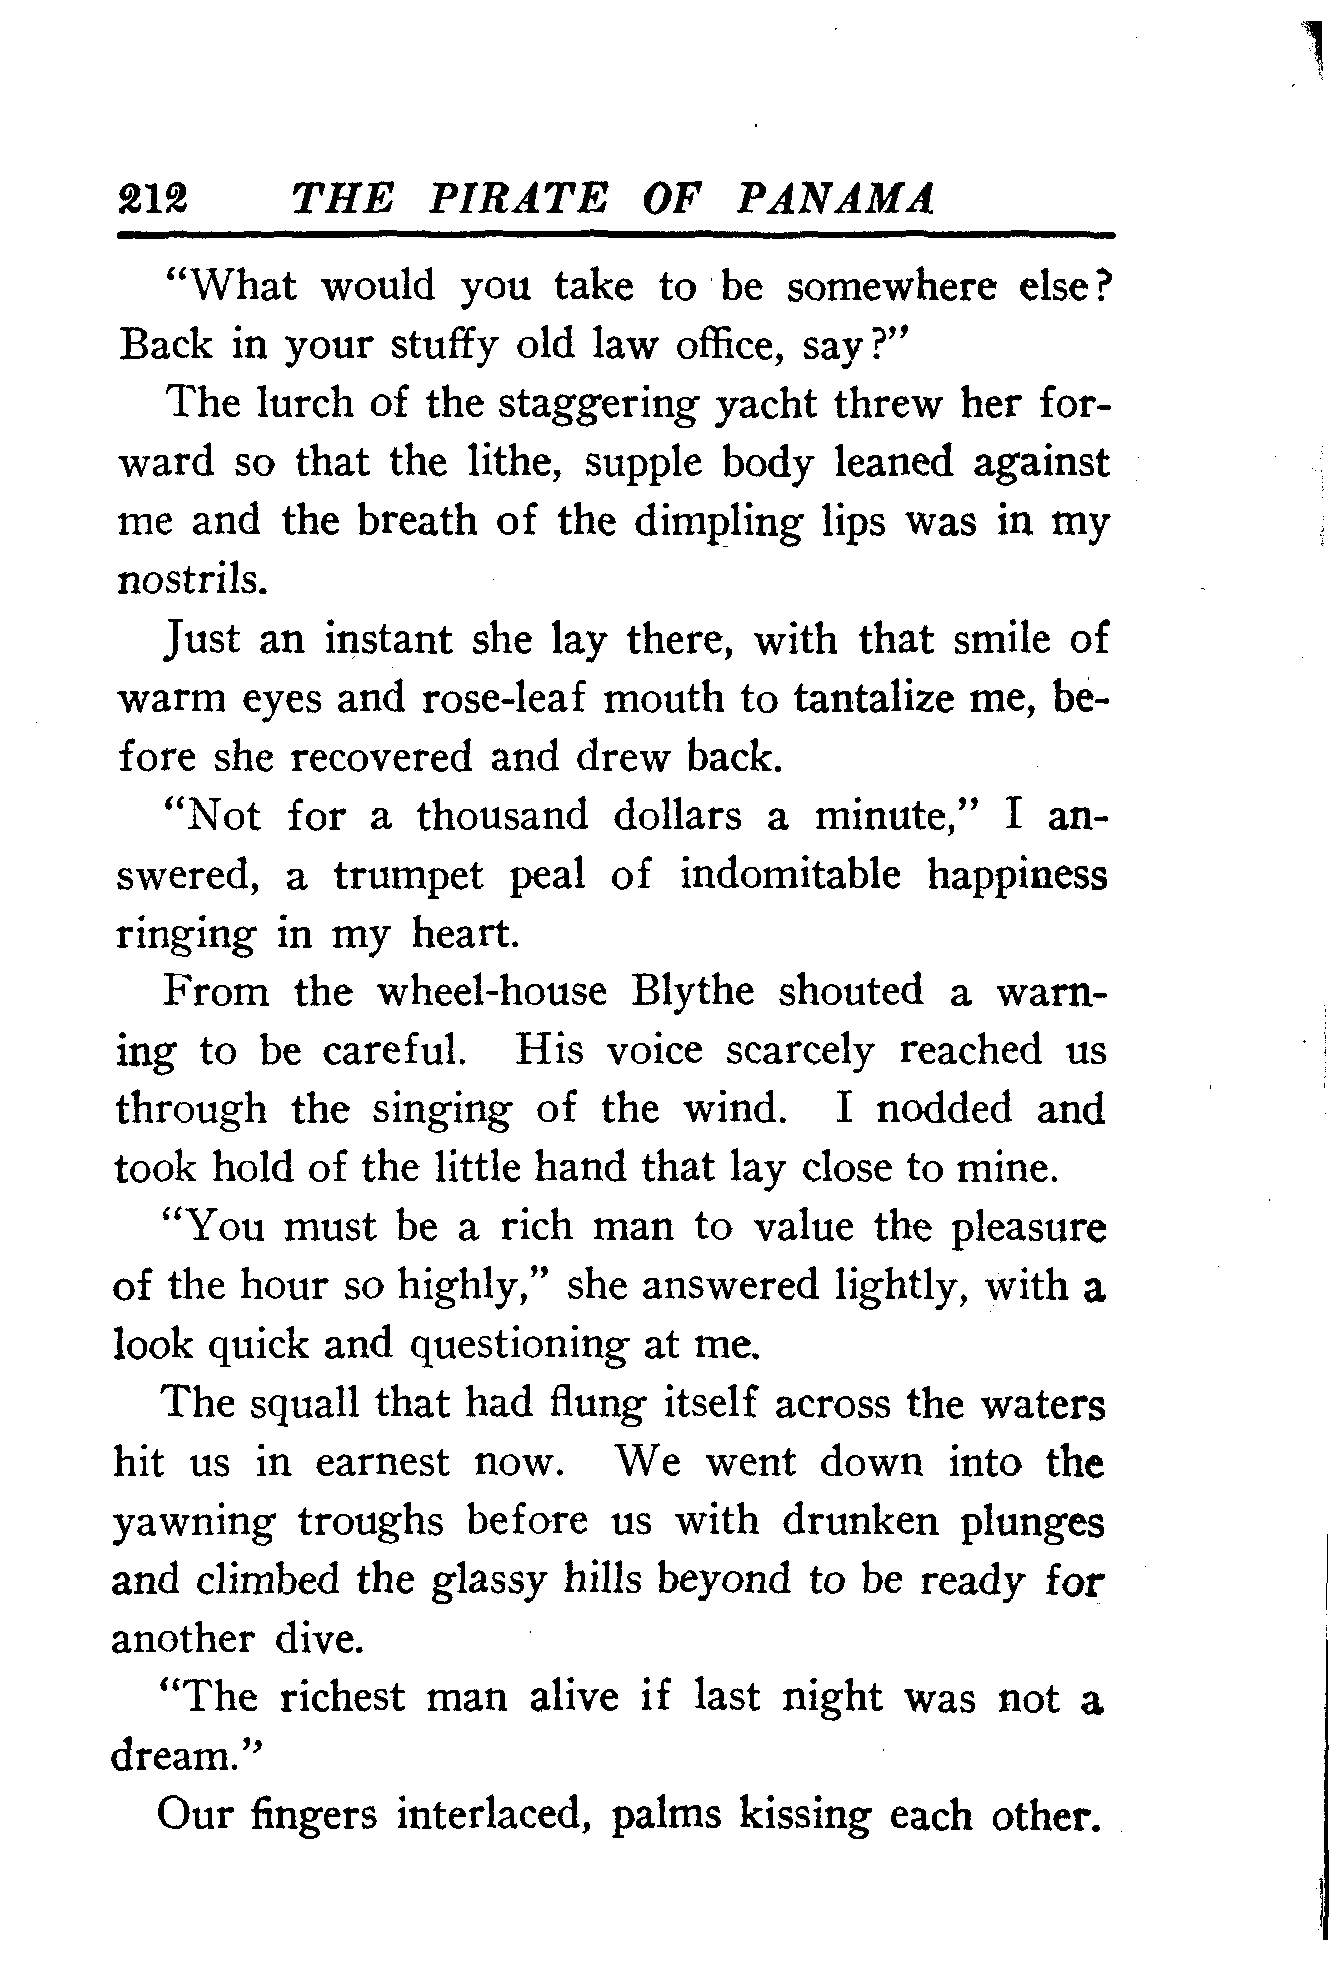 212 THE PIRATE OF PANAMA
“What would you take to be somewhere else?
Back in your stuffy old law office, say?”
The lurch of the staggering yacht threw her for-
ward so that the lithe, supple body leaned against
me and the breath of the dimpling lips was in my
nostrils.
Just an instant she lay there, with that smile of
warm eyes and rose-leaf mouth to tantalize me, be-
fore she recovered and drew back.
“Not for a thousand dollars a minute,” I an-
swered, a trumpet peal of indomitable happiness
ringing in my heart.
From the wheel-house Blythe shouted a warn-
ing to be careful. His voice scarcely reached us
through the singing of the wind. I nodded and
took hold of the little hand that lay close to mine.
“You must be a rich man to value the pleasure
of the hour so highly,” she answered lightly, with a
look quick and questioning at me.
The squall that had flung itself across the waters
hit us in earnest now. We went down into the
yawning troughs before us with drunken plunges
and climbed the glassy hills beyond to be ready for
another dive.
“The richest man alive if last night was not a
dream.”
Our fingers interlaced, palms kissing each other.